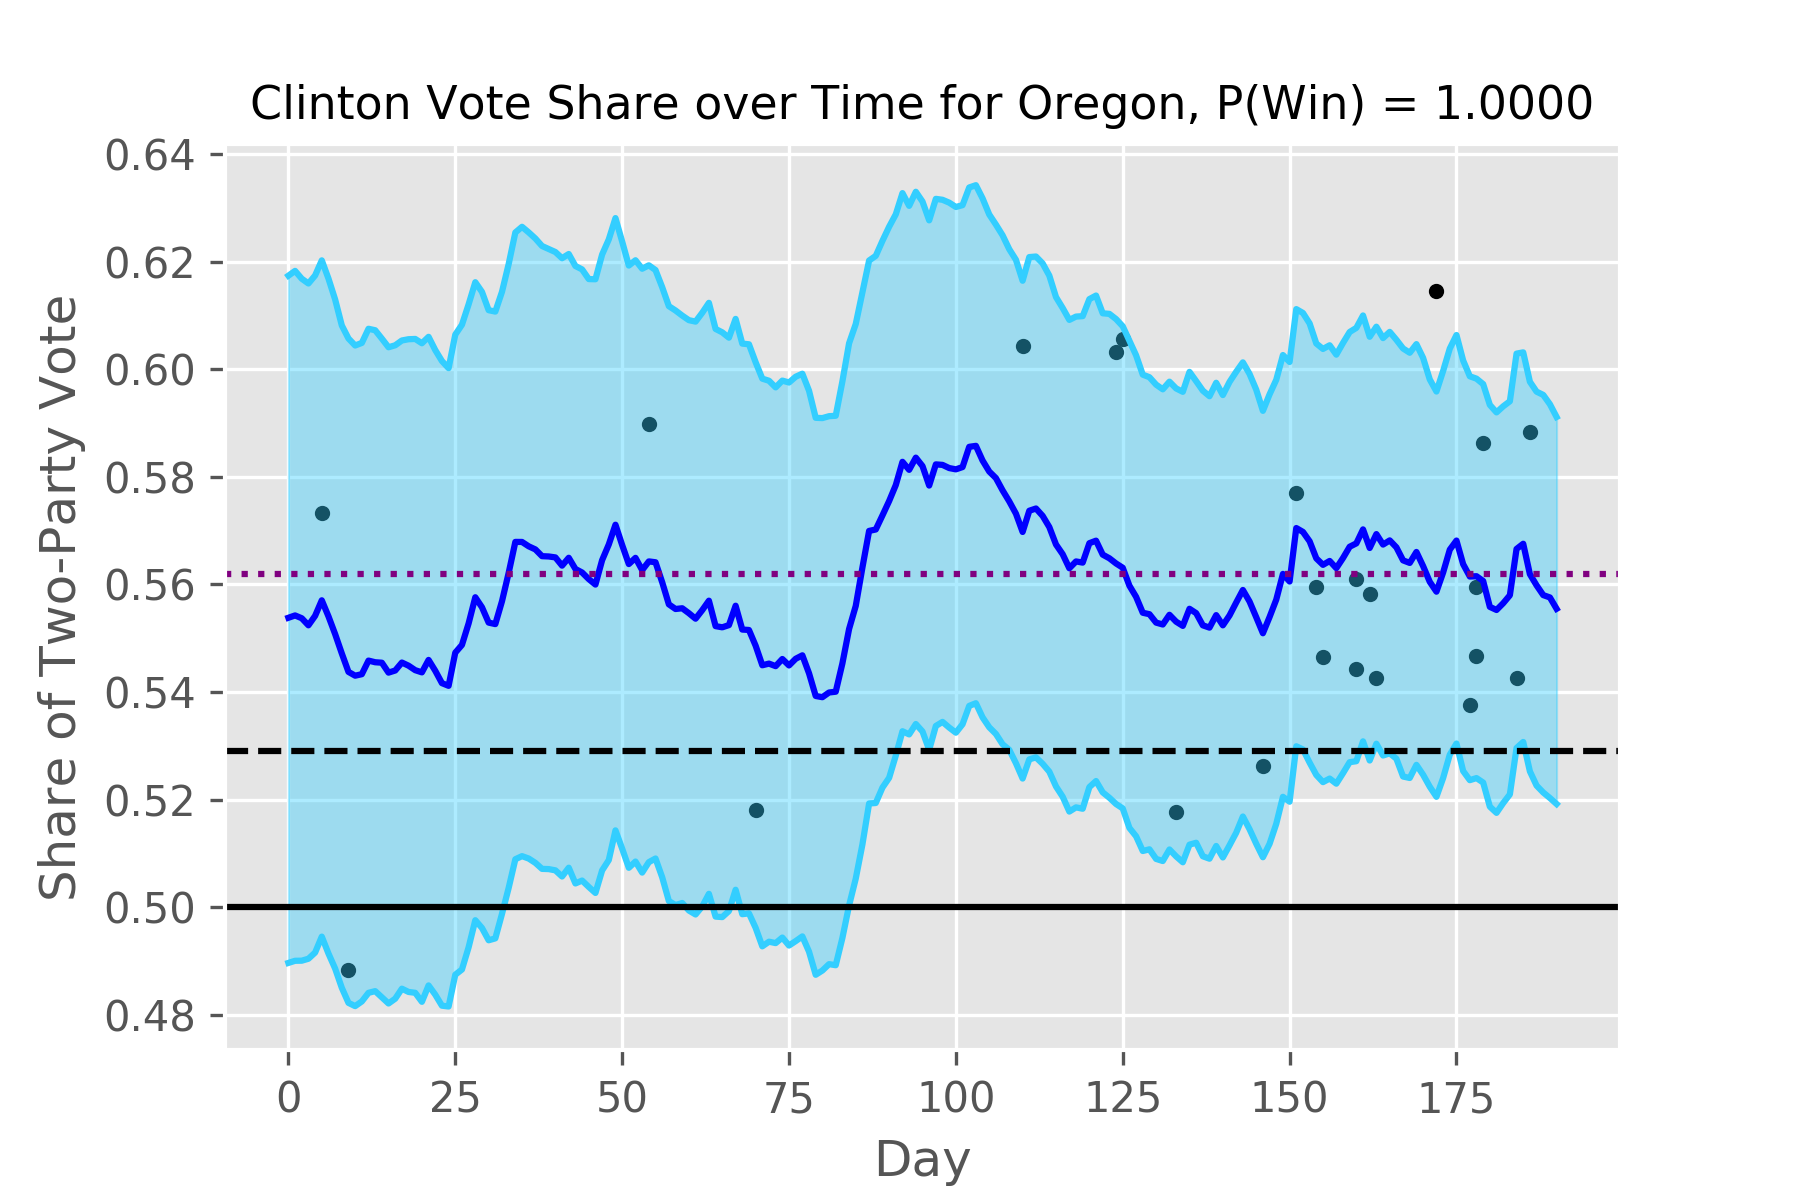 Clinton Vote Share over Time for Oregon, P(Win) = 1.0000
Share of Two-Party Vote
0.64
0.62
0.60
0.58
0.56
0.54
0.52
0.50
0.48
0 25 50 75 100 125 150 175
Day